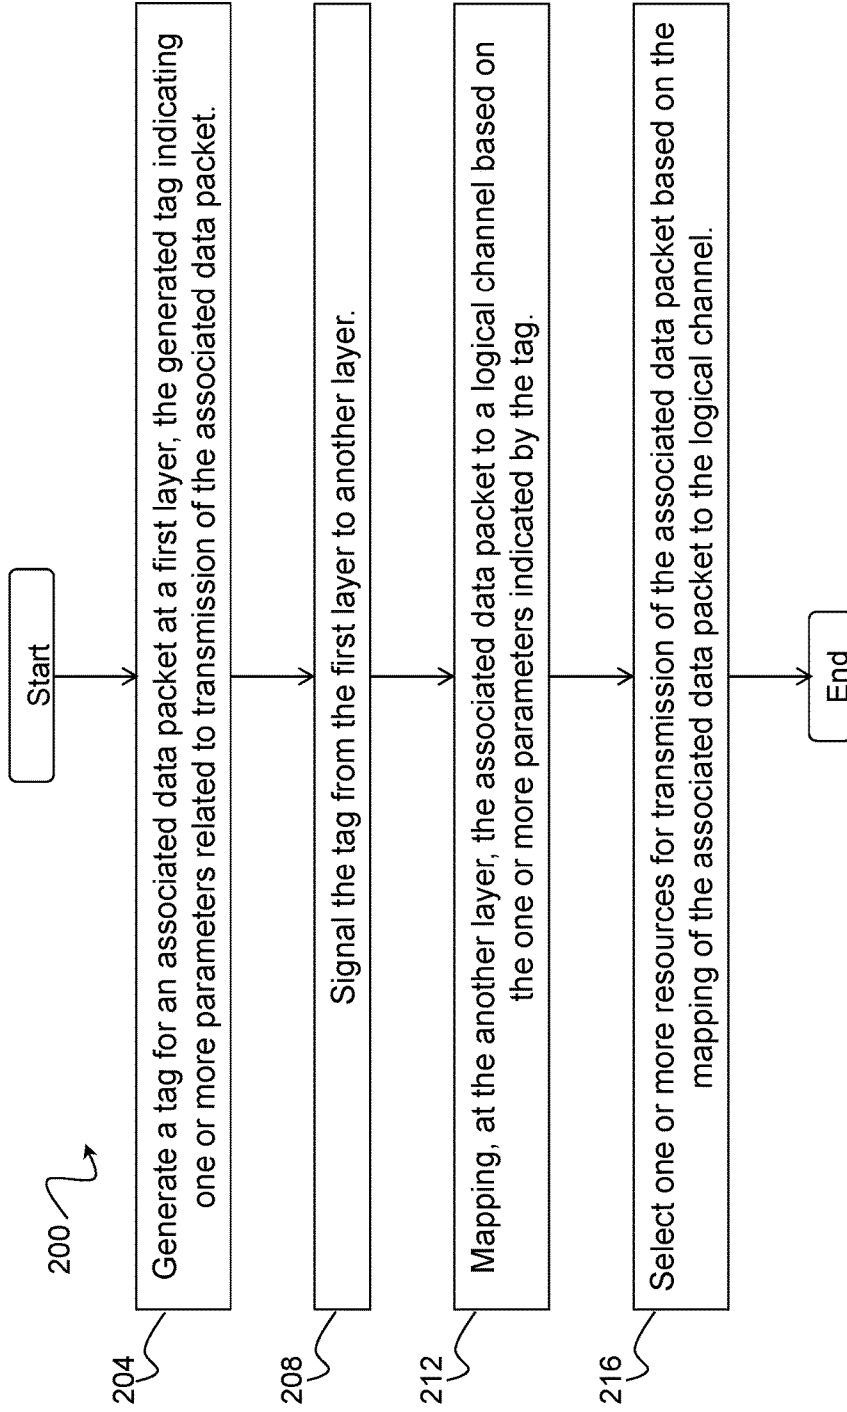 200
Start
204
Generate a tag for an associated data packet at a first layer, the generated tag indicating
one or more parameters related to transmission of the associated data packet.
208
Signal the tag from the first layer to another layer.
212
Mapping, at the another layer, the associated data packet to a logical channel based on
the one or more parameters indicated by the tag.
216
Select one or more resources for transmission of the associated data packet based on the
mapping of the associated data packet to the logical channel.
End